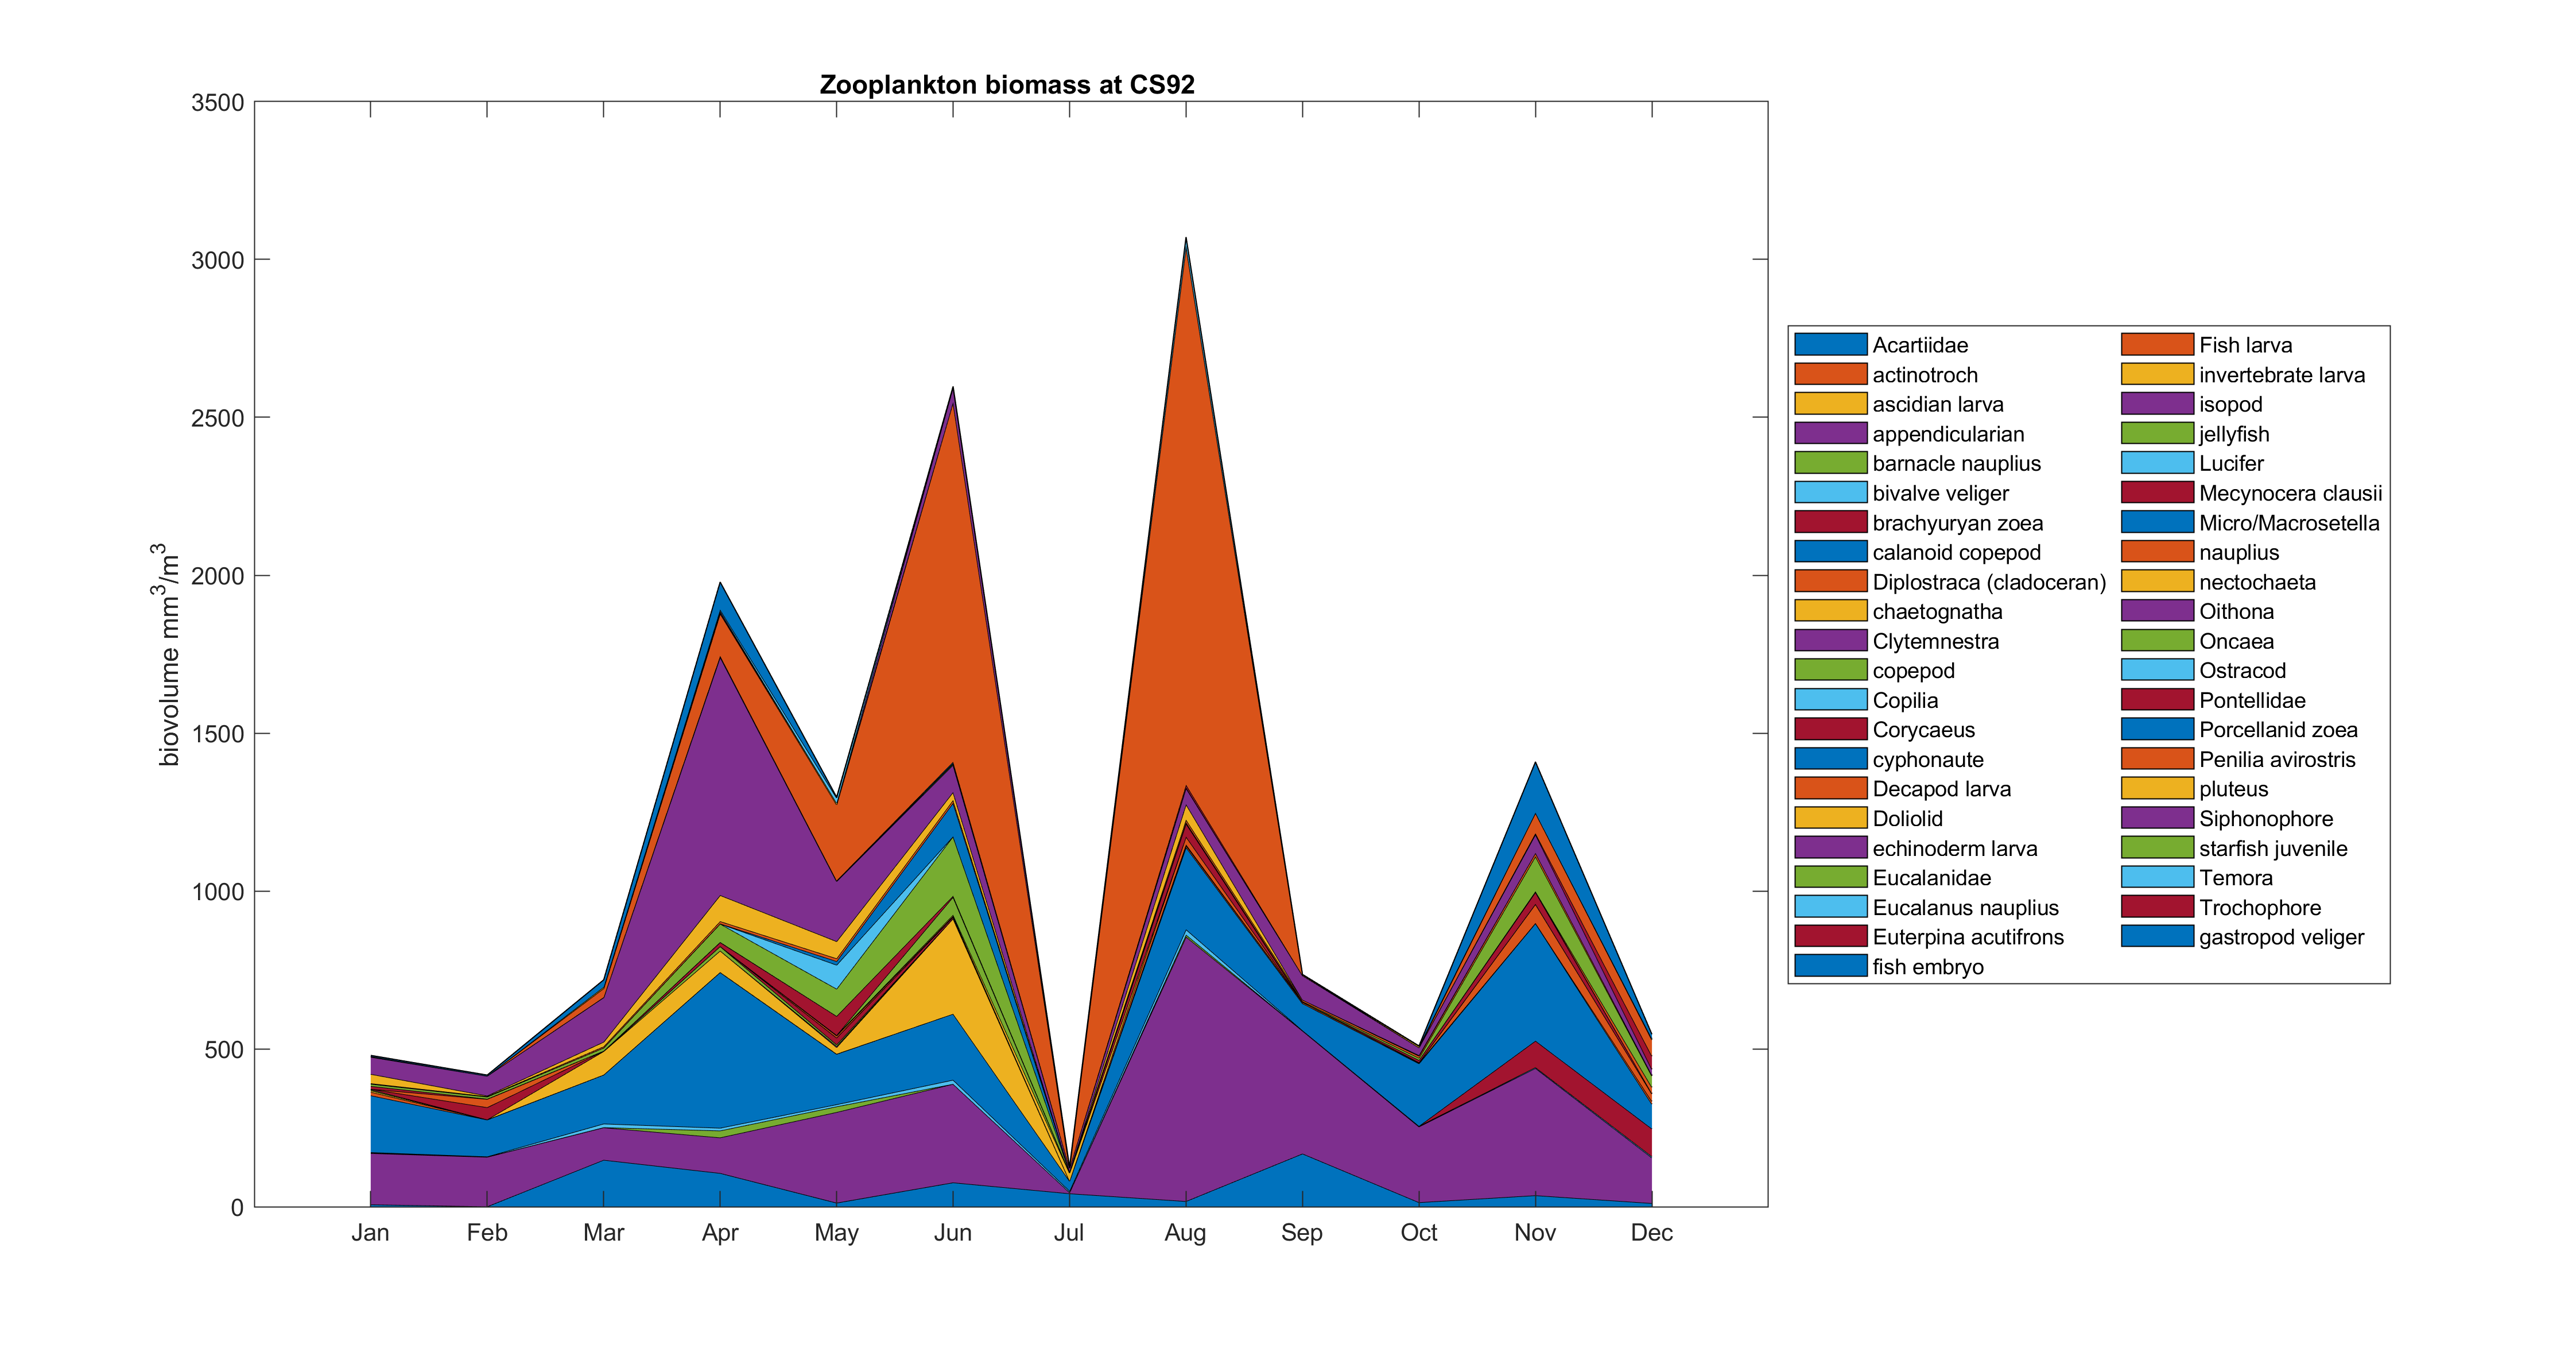 Zooplankton biomass at CS92
3500
3000
2500
2000
1500
1000
500
0
biovolume mm³/m³
Jan Feb Mar Apr May Jun Jul Aug Sep Oct Nov Dec
Acartiidae
actinotroch
ascidian larva
appendicularian
barnacle nauplius
bivalve veliger
brachyuryan zoea
calanoid copepod
Diplostraca (cladoceran)
chaetognatha
Clytemnestra
copepod
Copilia
Corycaeus
cyphonaute
Decapod larva
Doliolid
echinoderm larva
Eucalanidae
Eucalanus nauplius
Euterpina acutifrons
fish embryo
Fish larva
invertebrate larva
isopod
jellyfish
Lucifer
Mecynocera clausii
Micro/Macrosetella
nauplius
nectochaeta
Oithona
Oncaea
Ostracod
Pontellidae
Porcellanid zoea
Penilia avirostris
pluteus
Siphonophore
starfish juvenile
Temora
Trochophore
gastropod veliger